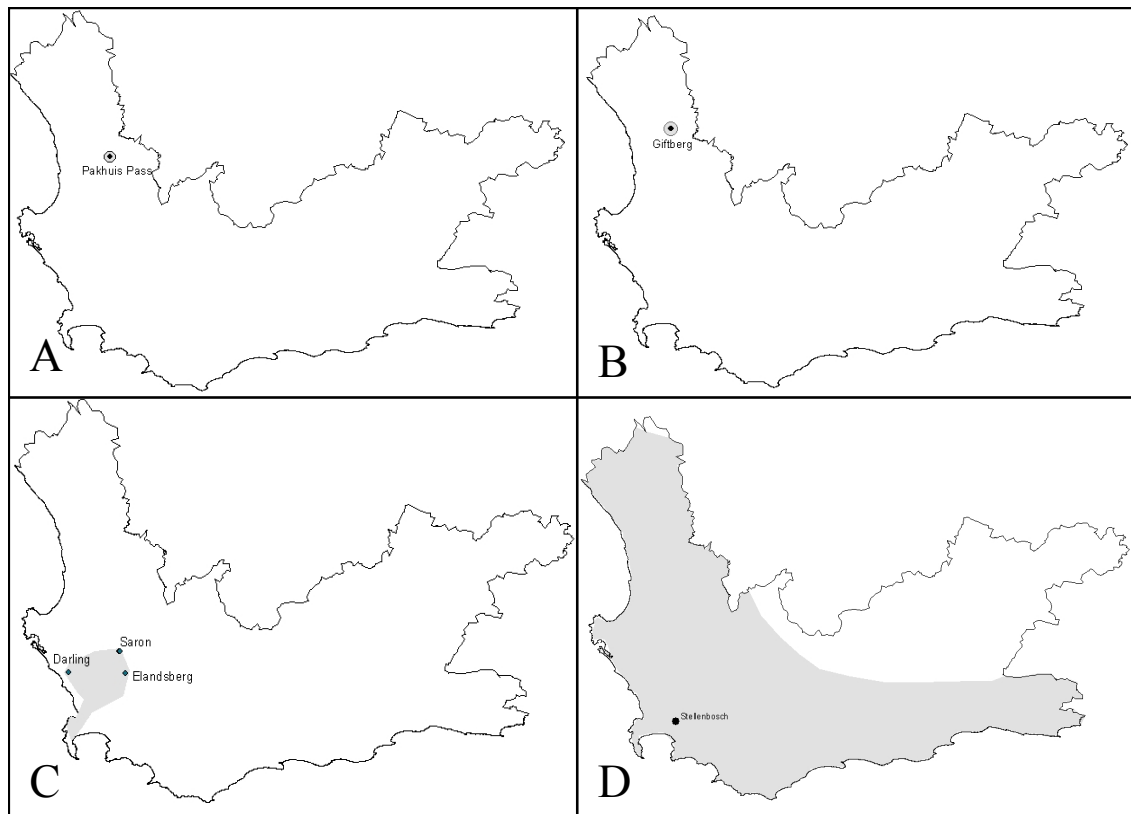 Pakhuis Pass
A
Giftberg
B
Saron
Darling
Elandsberg
C
Stellenbosch
D